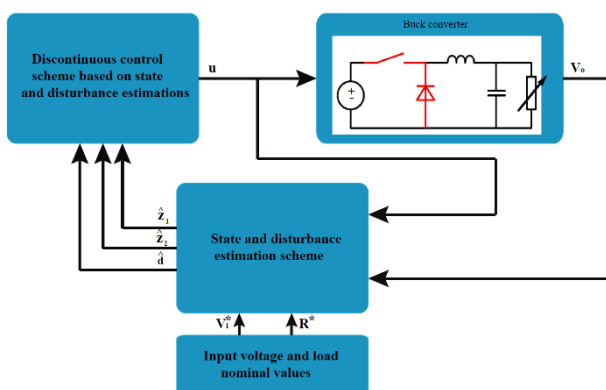 Buck converter
Discontinuous control
scheme based on state
and disturbance estimations
u
V₀
+
-
ẑ₁
ẑ₂
d̂
State and disturbance
estimation scheme
V₁* R*
Input voltage and load
nominal values